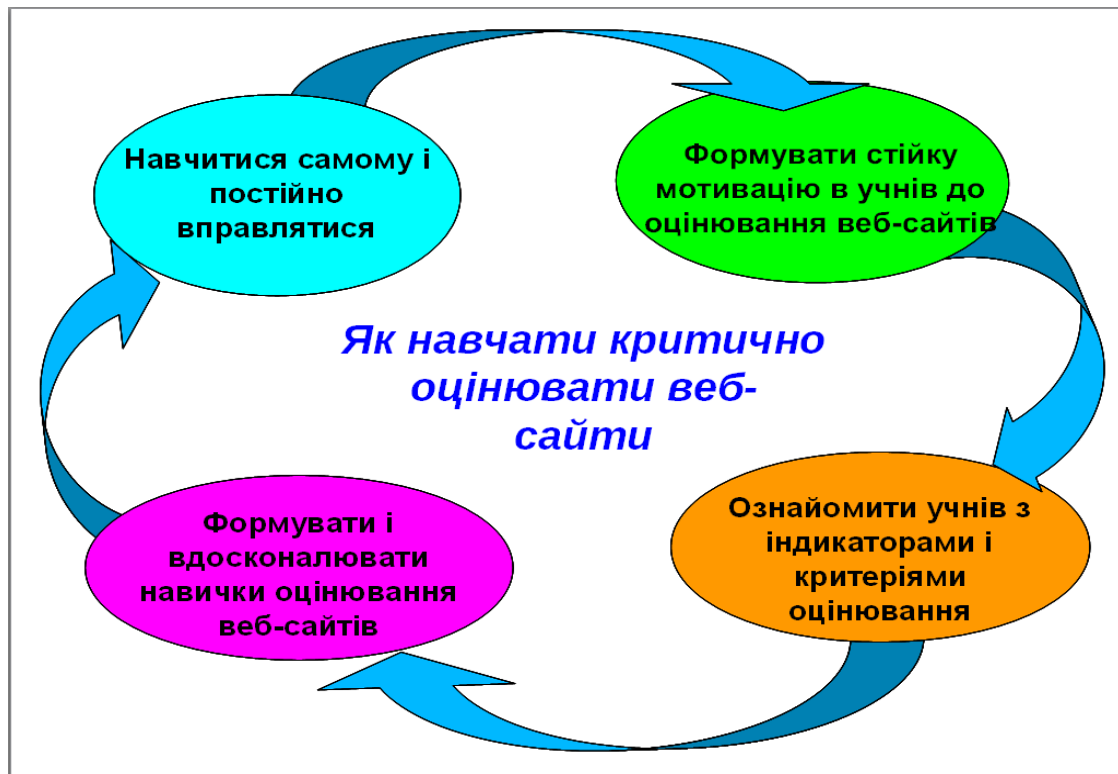 Навчитися самому і
постійно
вправлятися
Формувати стійку
мотивацію в учнів до
оцінювання веб-сайтів
Як навчати критично
оцінювати веб-
сайти
Формувати і
вдосконалювати
навички оцінювання
веб-сайтів
Ознайомити учнів з
індикаторами і
критеріями
оцінювання